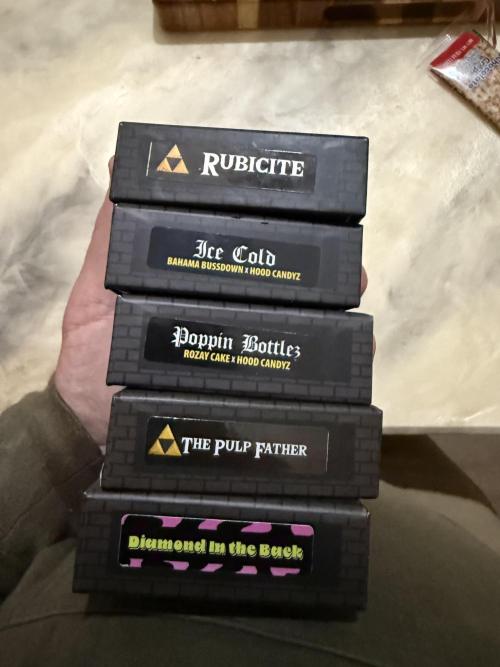 RUBICITE
Ice Cold
BAHAMA BUSSDOWN X HOOD CANDYZ
Poppin Bottlez
ROZAY CAKE X HOOD CANDYZ
THE PULP FATHER
Diamond In the Back